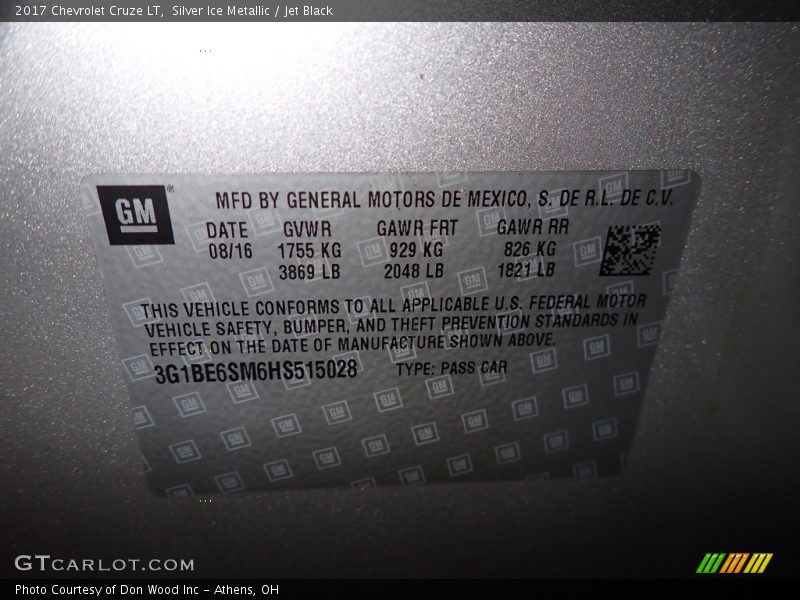 2017 Chevrolet Cruze LT,  Silver Ice Metallic / Jet Black
GM®
MFD BY GENERAL MOTORS DE MEXICO, S. DE R.L. DE C.V.
DATE GVWR GAWR FRT GAWR RR
08/16 1755 KG 929 KG 826 KG
3869 LB 2048 LB 1821 LB
THIS VEHICLE CONFORMS TO ALL APPLICABLE U.S. FEDERAL MOTOR
VEHICLE SAFETY, BUMPER, AND THEFT PREVENTION STANDARDS IN
EFFECT ON THE DATE OF MANUFACTURE SHOWN ABOVE.
3G1BE6SM6HS515028 TYPE: PASS CAR
GTCARLOT.COM
Photo Courtesy of Don Wood Inc - Athens, OH